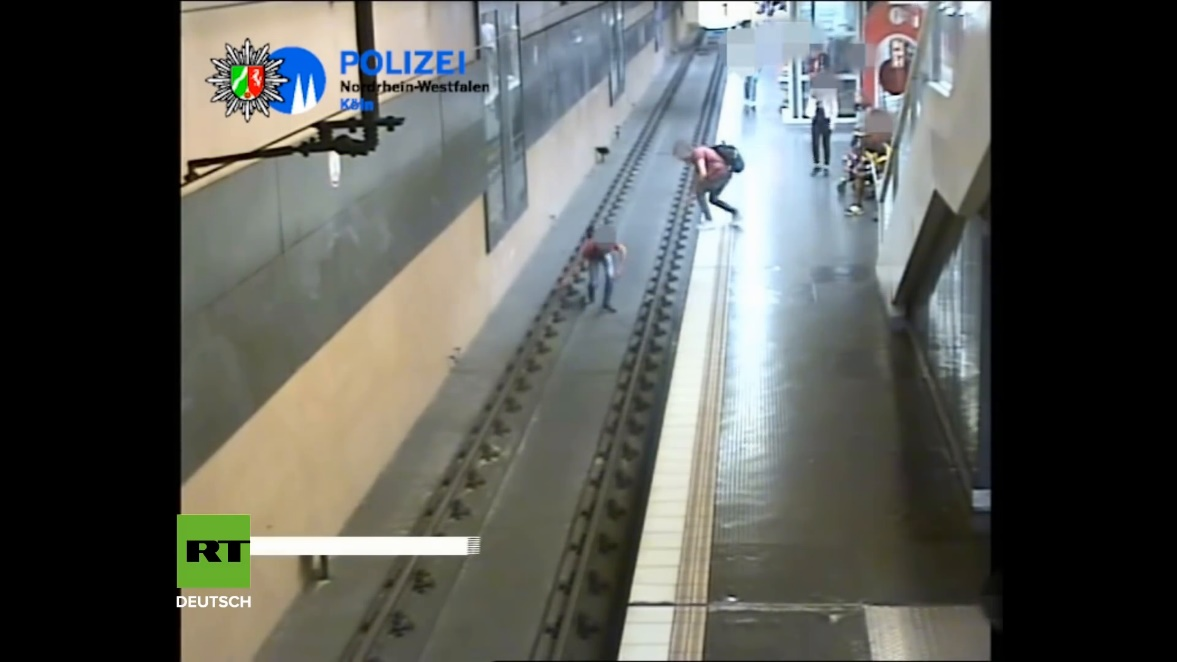 POLIZEI
Nordrhein-Westfalen
Köln
RT
DEUTSCH